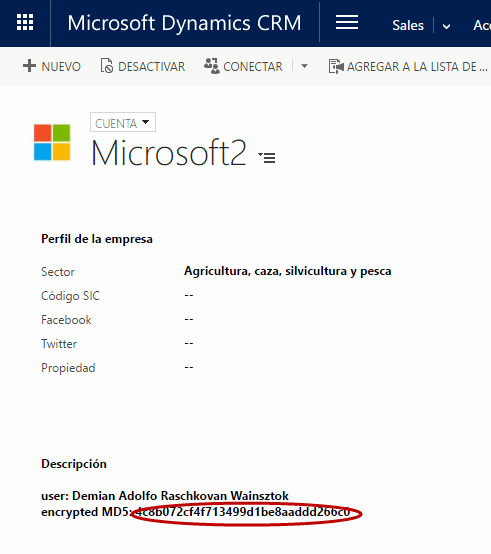 Microsoft Dynamics CRM Sales
NUEVO DESACTIVAR CONECTAR AGREGAR A LA LISTA DE ...
CUENTA
Microsoft2
Perfil de la empresa
Sector Agricultura, caza, silvicultura y pesca
Código SIC --
Facebook --
Twitter --
Propiedad --
Descripción
user: Demian Adolfo Raschkovan Wainsztok
encrypted MD5: 4c8b072cf4f713499d1be8aaddd266c0